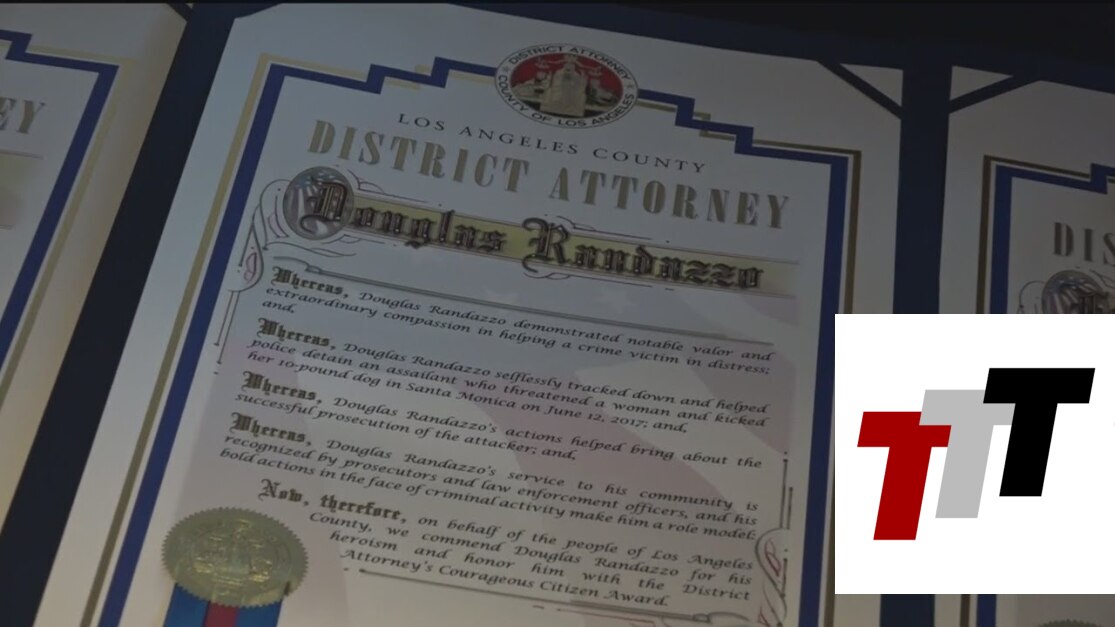 DISTRICT ATTORNEY
COUNTY OF LOS ANGELES
LOS ANGELES COUNTY
DISTRICT ATTORNEY
Douglas Randazzo
Whereas, Douglas Randazzo demonstrated notable valor and
extraordinary compassion in helping a crime victim in distress;
and,
Whereas, Douglas Randazzo selflessly tracked down and helped
police detain an assailant who threatened a woman and kicked
her 10-pound dog in Santa Monica on June 12, 2017; and,
Whereas, Douglas Randazzo's actions helped bring about the
successful prosecution of the attacker; and,
Whereas, Douglas Randazzo's service to his community is
recognized by prosecutors and law enforcement officers, and his
bold actions in the face of criminal activity make him a role model:
Now, therefore, on behalf of the people of Los Angeles
County, we commend Douglas Randazzo for his
heroism and honor him with the District
Attorney's Courageous Citizen Award.
EY
DIS
TTT